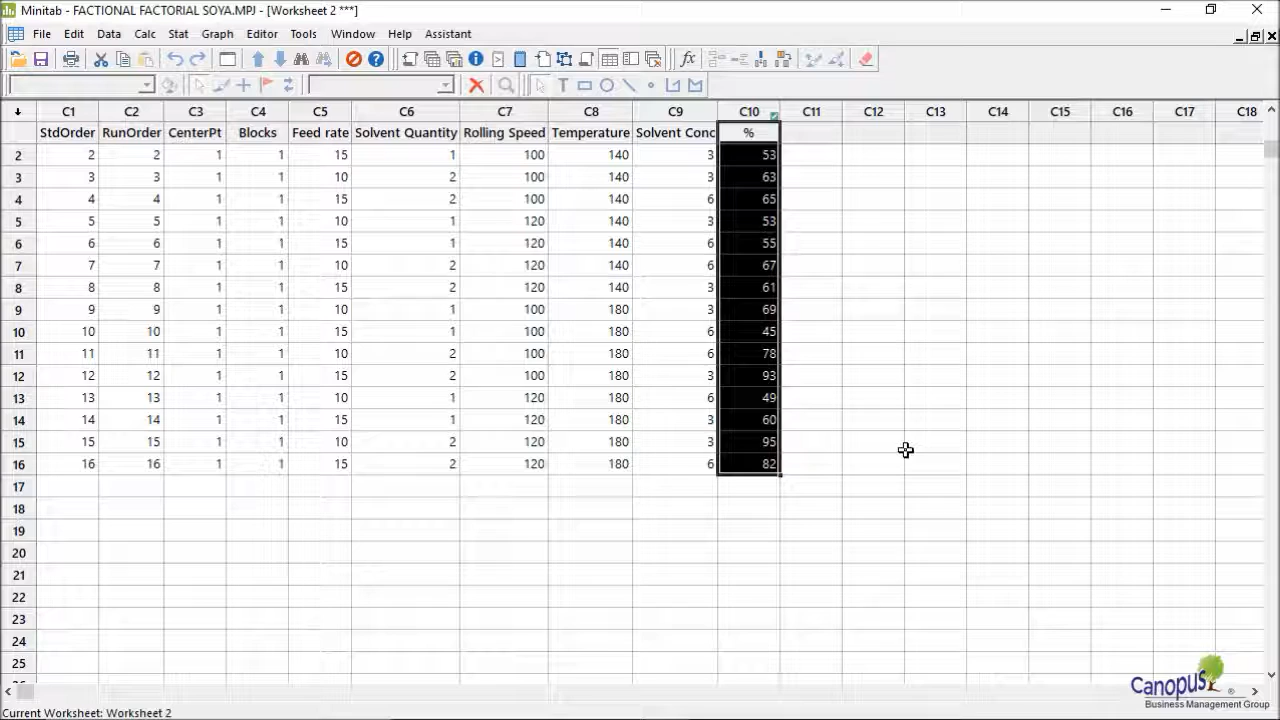 Minitab - FACTIONAL FACTORIAL SOYA.MPJ - [Worksheet 2 ***]
File Edit Data Calc Stat Graph Editor Tools Window Help Assistant
C1 C2 C3 C4 C5 C6 C7 C8 C9 C10 C11 C12 C13 C14 C15 C16 C17 C18
StdOrder RunOrder CenterPt Blocks Feed rate Solvent Quantity Rolling Speed Temperature Solvent Conc %
2 2 2 1 1 15 1 100 140 3 53
3 3 3 1 1 10 2 100 140 3 63
4 4 4 1 1 15 2 100 140 6 65
5 5 5 1 1 10 1 120 140 3 53
6 6 6 1 1 15 1 120 140 6 55
7 7 7 1 1 10 2 120 140 6 67
8 8 8 1 1 15 2 120 140 3 61
9 9 9 1 1 10 1 100 180 3 69
10 10 10 1 1 15 1 100 180 6 45
11 11 11 1 1 10 2 100 180 6 78
12 12 12 1 1 15 2 100 180 3 93
13 13 13 1 1 10 1 120 180 6 49
14 14 14 1 1 15 1 120 180 3 60
15 15 15 1 1 10 2 120 180 3 95
16 16 16 1 1 15 2 120 180 6 82
17
18
19
20
21
22
23
24
25
Canopus ®
Business Management Group
Current Worksheet: Worksheet 2